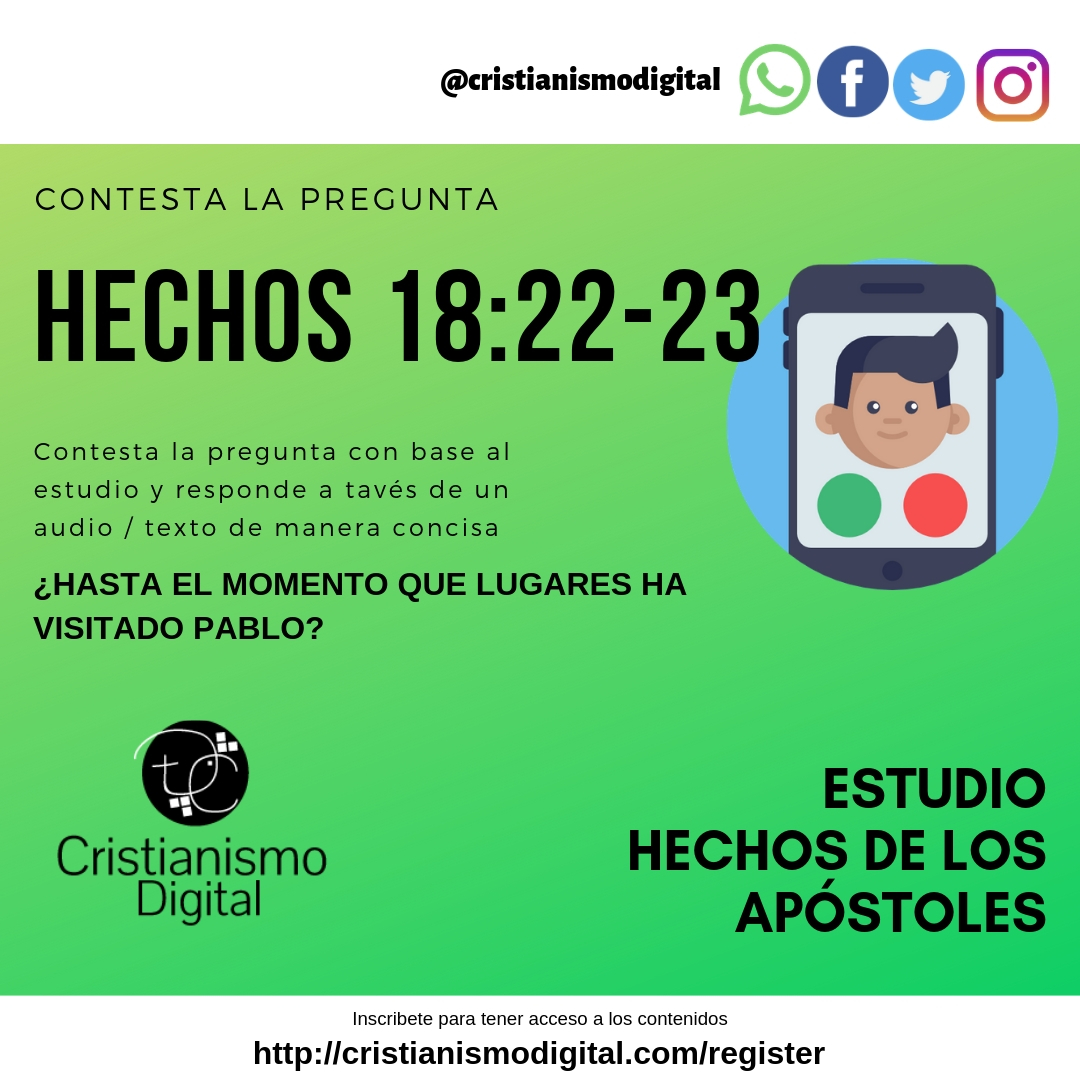 @cristianismodigital
CONTESTA LA PREGUNTA
HECHOS 18:22-23
Contesta la pregunta con base al
estudio y responde a tavés de un
audio / texto de manera concisa
¿HASTA EL MOMENTO QUE LUGARES HA
VISITADO PABLO?
Cristianismo
Digital
ESTUDIO
HECHOS DE LOS
APÓSTOLES
Inscribete para tener acceso a los contenidos
http://cristianismodigital.com/register